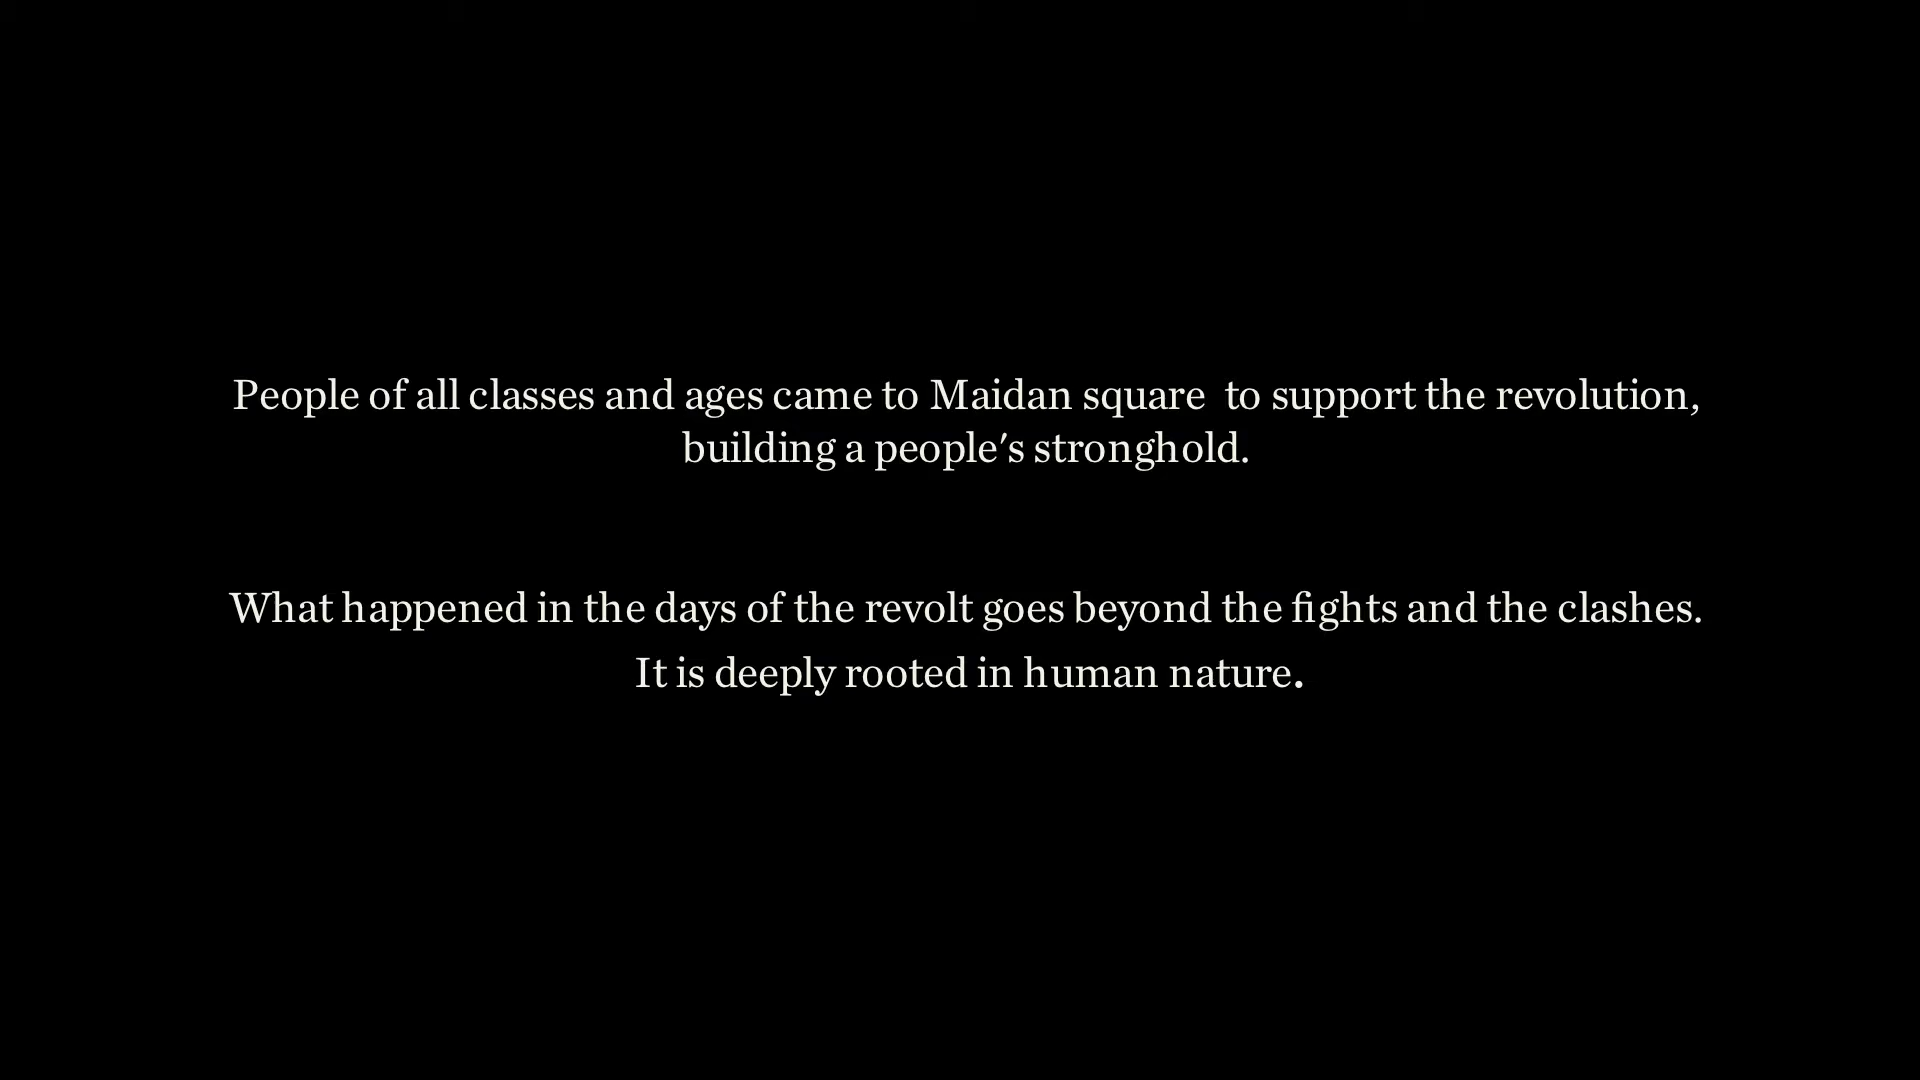 People of all classes and ages came to Maidan square  to support the revolution,
building a people's stronghold.
What happened in the days of the revolt goes beyond the fights and the clashes.
It is deeply rooted in human nature.